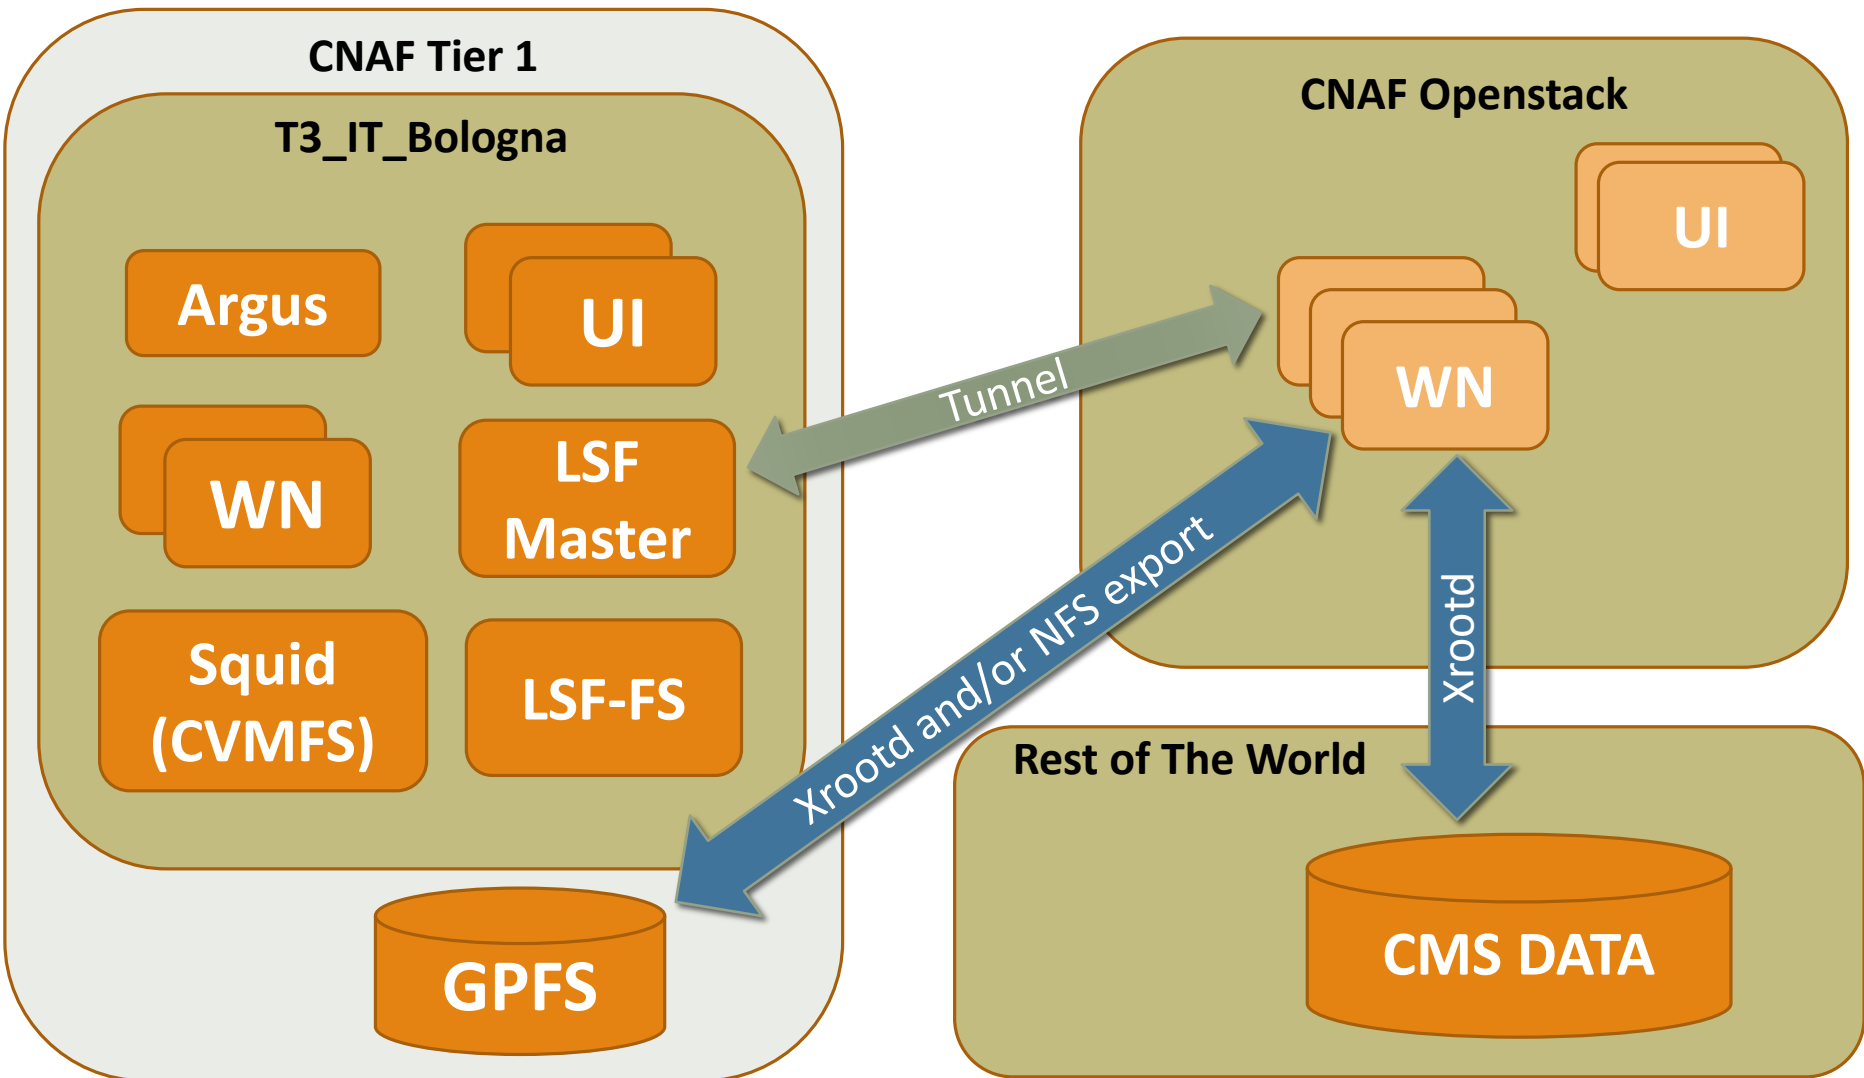 CNAF Tier 1
T3_IT_Bologna
Argus
UI
WN
LSF
Master
Squid
(CVMFS)
LSF-FS
GPFS
Tunnel
Xrootd and/or NFS export
CNAF Openstack
UI
WN
Xrootd
Rest of The World
CMS DATA